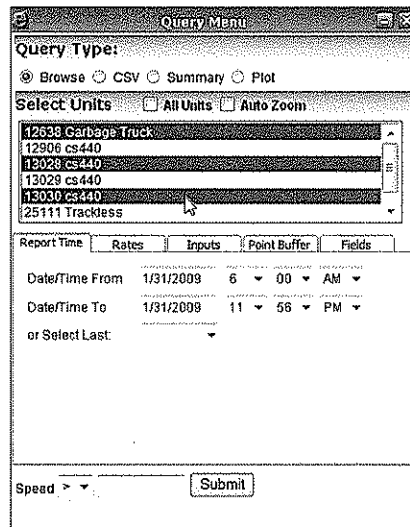 Query Menu
Query Type:
Browse CSV Summary Plot
Select Units All Units Auto Zoom
12638 Garbage Truck
12906 cs440
13028 cs440
13029 cs440
13030 cs440
25111 Trackless
Report Time Rates Inputs Point Buffer Fields
Date/Time From 1/31/2009 6 00 AM
Date/Time To 1/31/2009 11 56 PM
or Select Last:
Speed > Submit